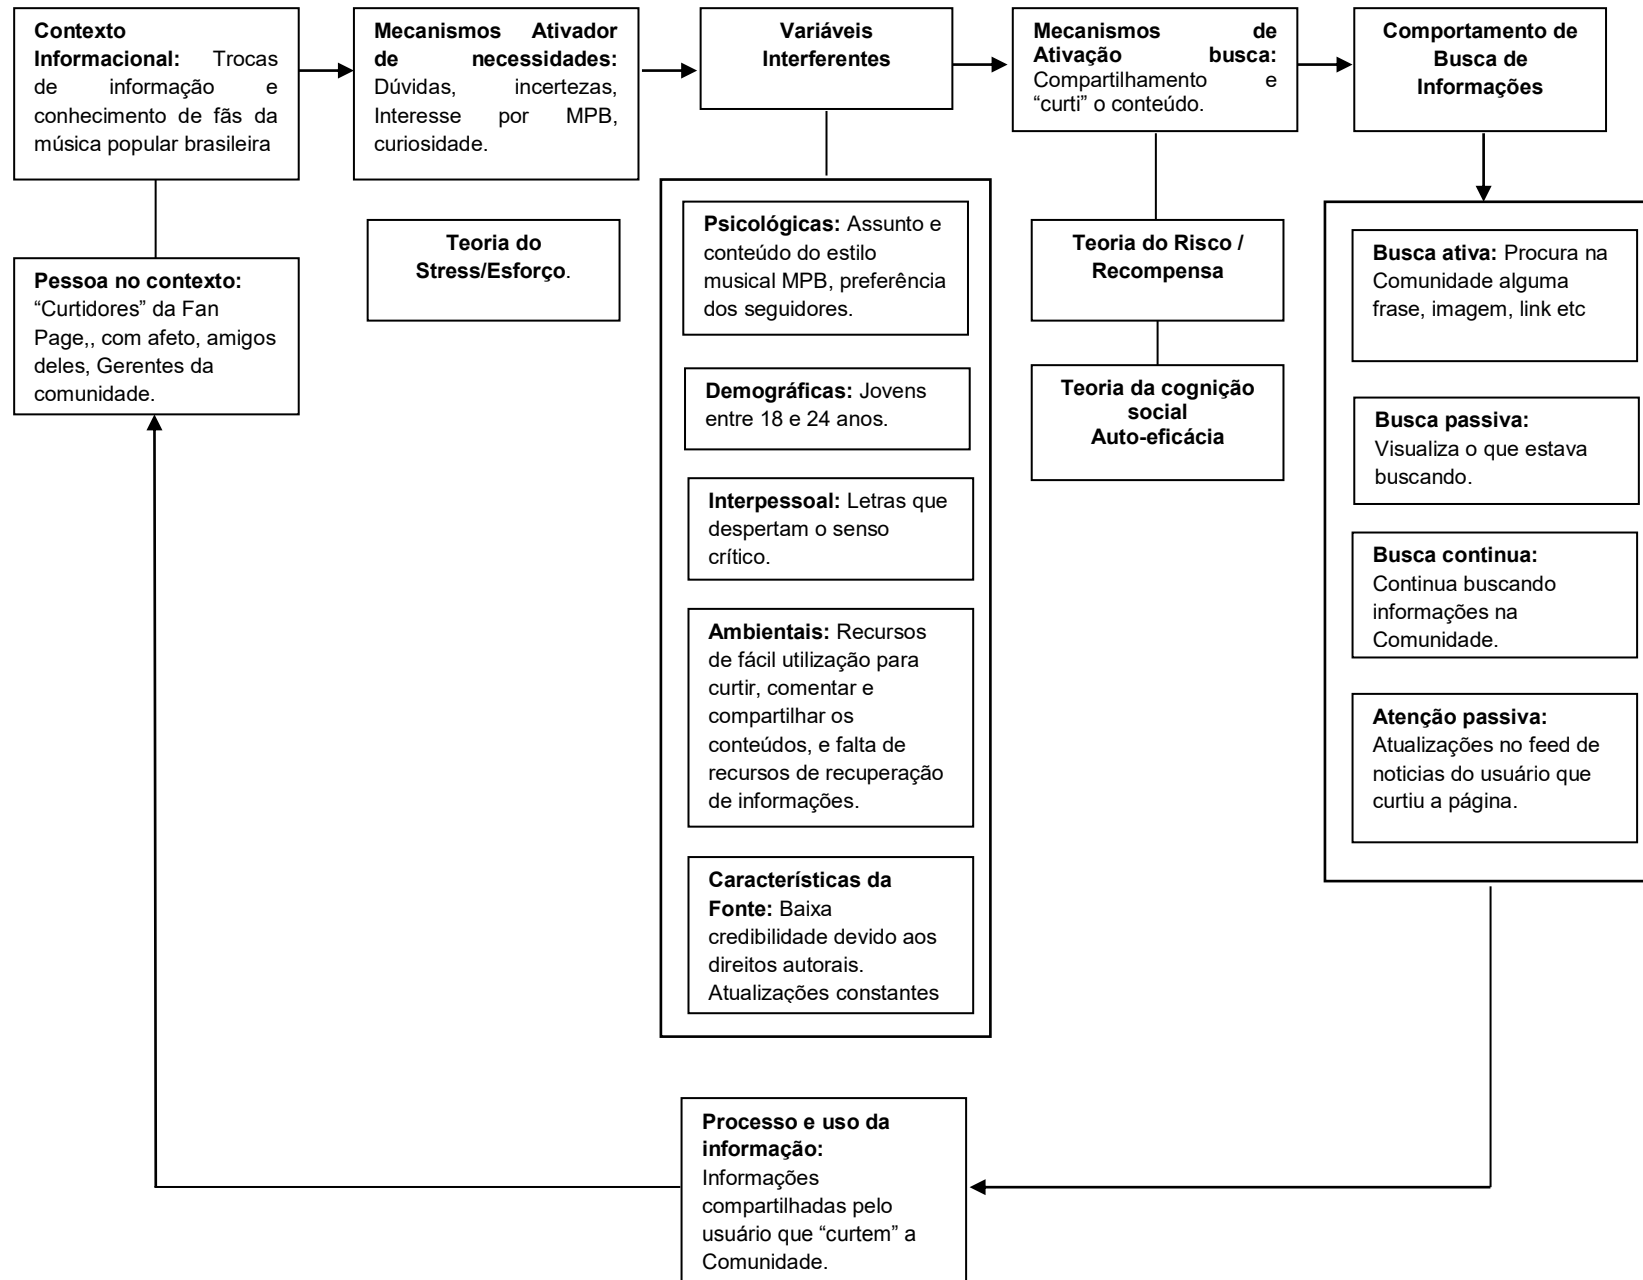 Contexto
Informacional: Trocas
de informação e
conhecimento de fãs da
música popular brasileira
Mecanismos Ativador
de necessidades:
Dúvidas, incertezas,
Interesse por MPB,
curiosidade.
Variáveis
Interferentes
Mecanismos de
Ativação busca:
Compartilhamento e
“curti” o conteúdo.
Comportamento de
Busca de
Informações
Pessoa no contexto:
“Curtidores” da Fan
Page,, com afeto, amigos
deles, Gerentes da
comunidade.
Teoria do
Stress/Esforço.
Psicológicas: Assunto e
conteúdo do estilo
musical MPB, preferência
dos seguidores.
Demográficas: Jovens
entre 18 e 24 anos.
Interpessoal: Letras que
despertam o senso
crítico.
Ambientais: Recursos
de fácil utilização para
curtir, comentar e
compartilhar os
conteúdos, e falta de
recursos de recuperação
de informações.
Características da
Fonte: Baixa
credibilidade devido aos
direitos autorais.
Atualizações constantes
Teoria do Risco /
Recompensa
Teoria da cognição
social
Auto-eficácia
Busca ativa: Procura na
Comunidade alguma
frase, imagem, link etc
Busca passiva:
Visualiza o que estava
buscando.
Busca continua:
Continua buscando
informações na
Comunidade.
Atenção passiva:
Atualizações no feed de
noticias do usuário que
curtiu a página.
Processo e uso da
informação:
Informações
compartilhadas pelo
usuário que “curtem” a
Comunidade.